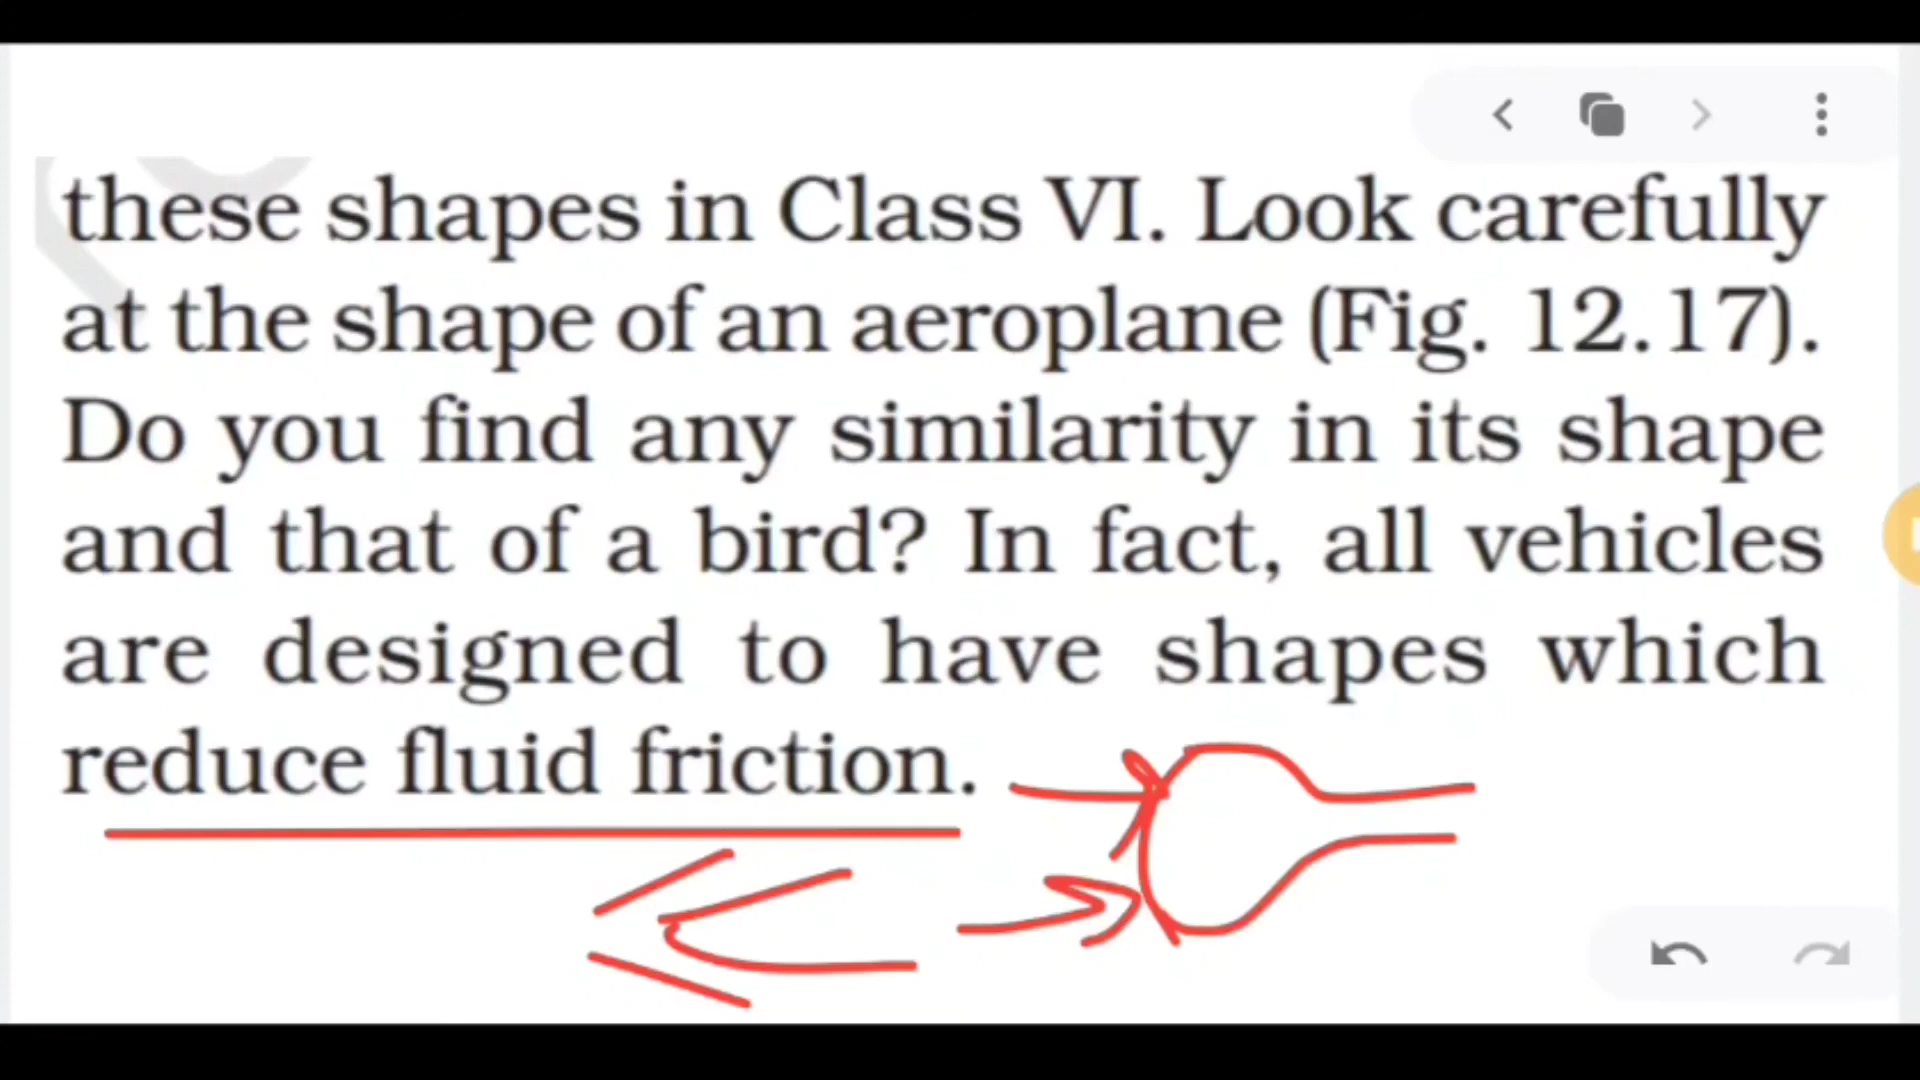 these shapes in Class VI. Look carefully
at the shape of an aeroplane (Fig. 12.17).
Do you find any similarity in its shape
and that of a bird? In fact, all vehicles
are designed to have shapes which
reduce fluid friction.